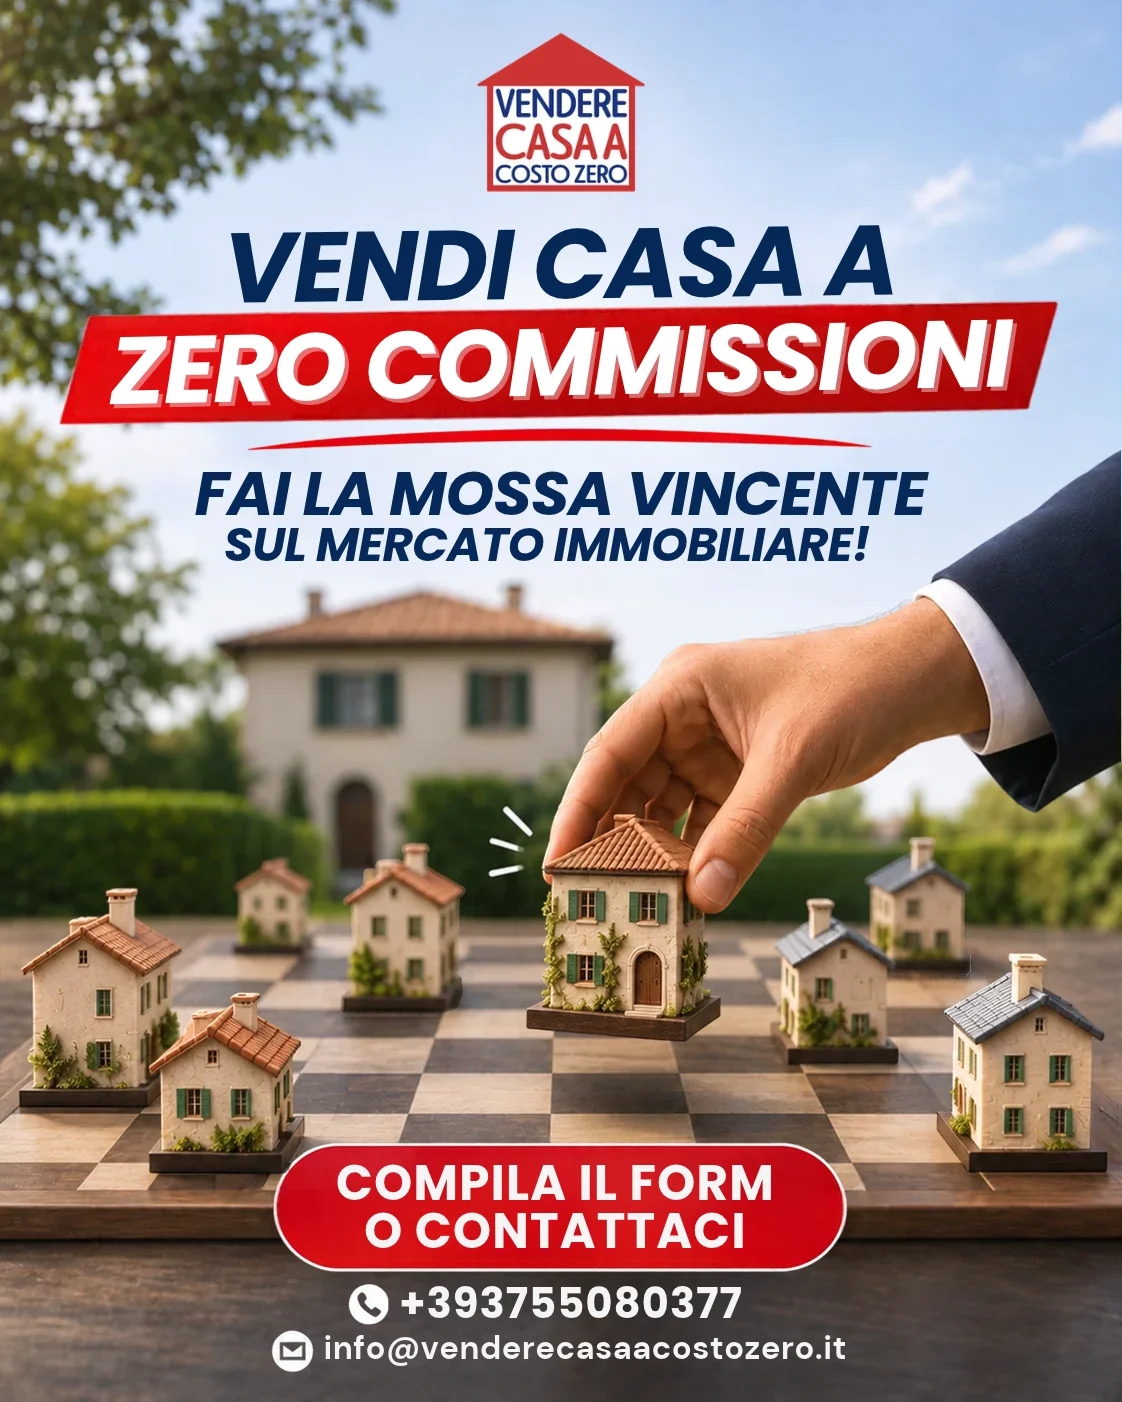 VENDERE
CASA A
COSTO ZERO
VENDI CASA A
ZERO COMMISSIONI
FAI LA MOSSA VINCENTE
SUL MERCATO IMMOBILIARE!
COMPILA IL FORM
O CONTATTACI
+393755080377
info@venderecasaacostozero.it